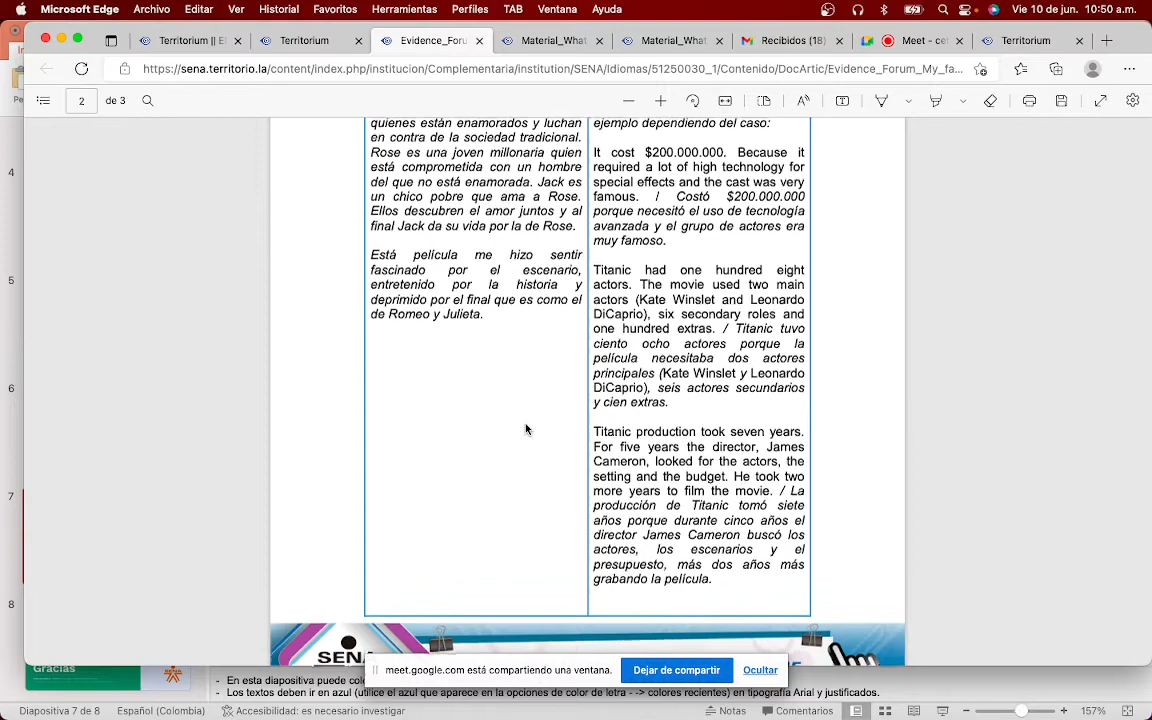 Microsoft Edge Archivo Editar Ver Historial Favoritos Herramientas Perfiles TAB Ventana Ayuda Vie 10 de jun. 10:50 a.m.
Territorium || El Territorium Evidence_Foru Material_What Material_What Recibidos (18) Meet - cet Territorium
https://sena.territorio.la/content/index.php/institucion/Complementaria/institution/SENA/Idiomas/51250030_1/Contenido/DocArtic/Evidence_Forum_My_fa...
2 de 3
quienes están enamorados y luchan
en contra de la sociedad tradicional.
Rose es una joven millonaria quien
está comprometida con un hombre
del que no está enamorada. Jack es
un chico pobre que ama a Rose.
Ellos descubren el amor juntos y al
final Jack da su vida por la de Rose.
Está película me hizo sentir
fascinado por el escenario,
entretenido por la historia y
deprimido por el final que es como el
de Romeo y Julieta.
ejemplo dependiendo del caso:
It cost $200.000.000. Because it
required a lot of high technology for
special effects and the cast was very
famous. / Costó $200.000.000
porque necesitó el uso de tecnología
avanzada y el grupo de actores era
muy famoso.
Titanic had one hundred eight
actors. The movie used two main
actors (Kate Winslet and Leonardo
DiCaprio), six secondary roles and
one hundred extras. / Titanic tuvo
ciento ocho actores porque la
película necesitaba dos actores
principales (Kate Winslet y Leonardo
DiCaprio), seis actores secundarios
y cien extras.
Titanic production took seven years.
For five years the director, James
Cameron, looked for the actors, the
setting and the budget. He took two
more years to film the movie. / La
producción de Titanic tomó siete
años porque durante cinco años el
director James Cameron buscó los
actores, los escenarios y el
presupuesto, más dos años más
grabando la película.
4
5
6
7
8
SENA
meet.google.com está compartiendo una ventana. Dejar de compartir Ocultar
Gracias
- En esta diapositiva puede colo
- Los textos deben ir en azul (utilice el azul que aparece en la opciones de color de letra - -> colores recientes) en tipografía Arial y justificados.
Diapositiva 7 de 8 Español (Colombia) Accesibilidad: es necesario investigar Notas Comentarios 157%